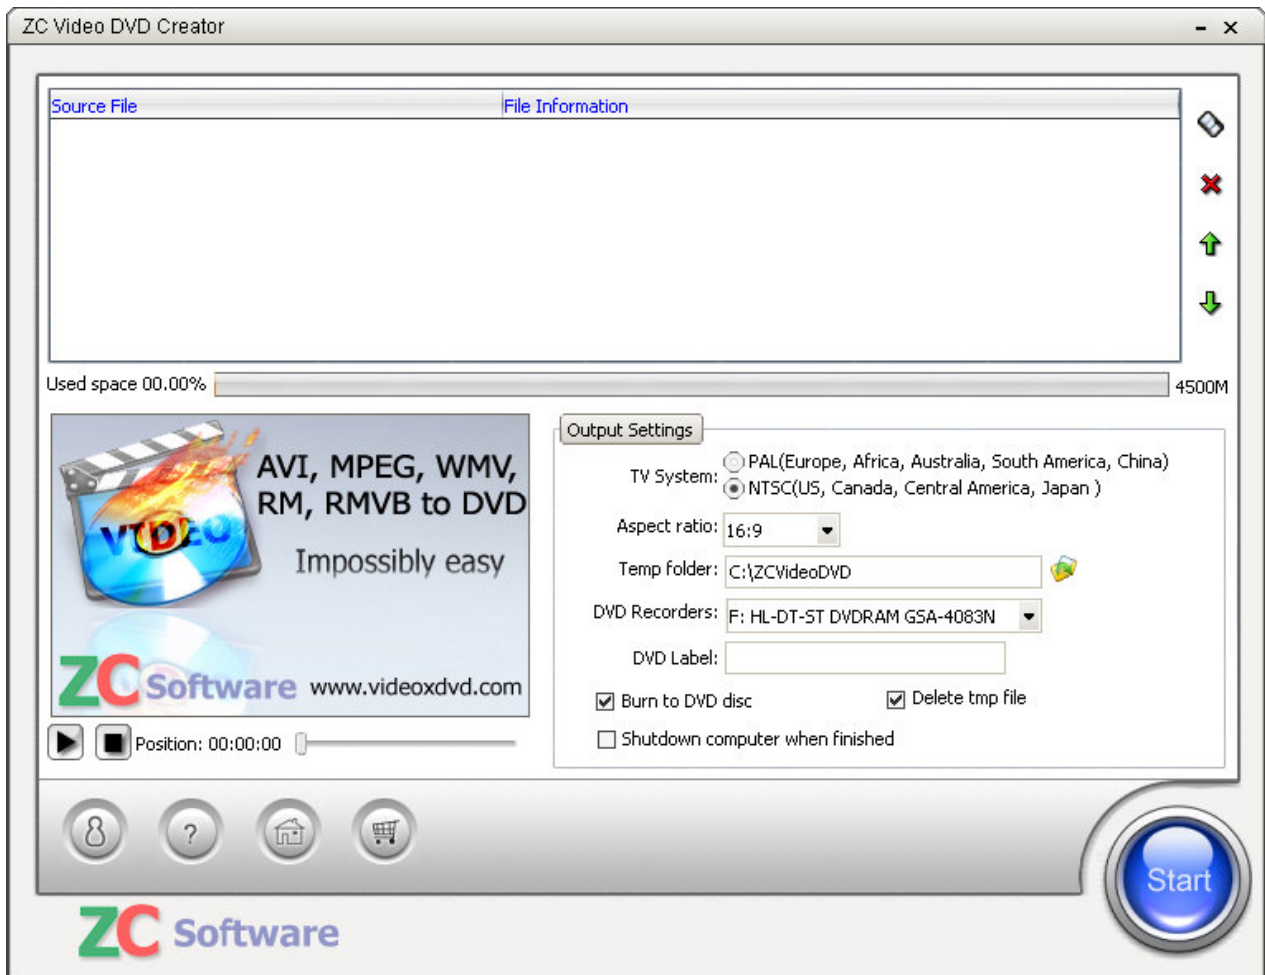 ZC Video DVD Creator
Source File
File Information
Used space 00.00%
4500M
AVI, MPEG, WMV,
RM, RMVB to DVD
Impossibly easy
VIDEO
ZC Software www.videoxdvd.com
Position: 00:00:00
Output Settings
TV System:
PAL(Europe, Africa, Australia, South America, China)
NTSC(US, Canada, Central America, Japan )
Aspect ratio: 16:9
Temp folder: C:\ZCVideoDVD
DVD Recorders: F: HL-DT-ST DVDRAM GSA-4083N
DVD Label:
Burn to DVD disc
Delete tmp file
Shutdown computer when finished
?
Start
ZC Software